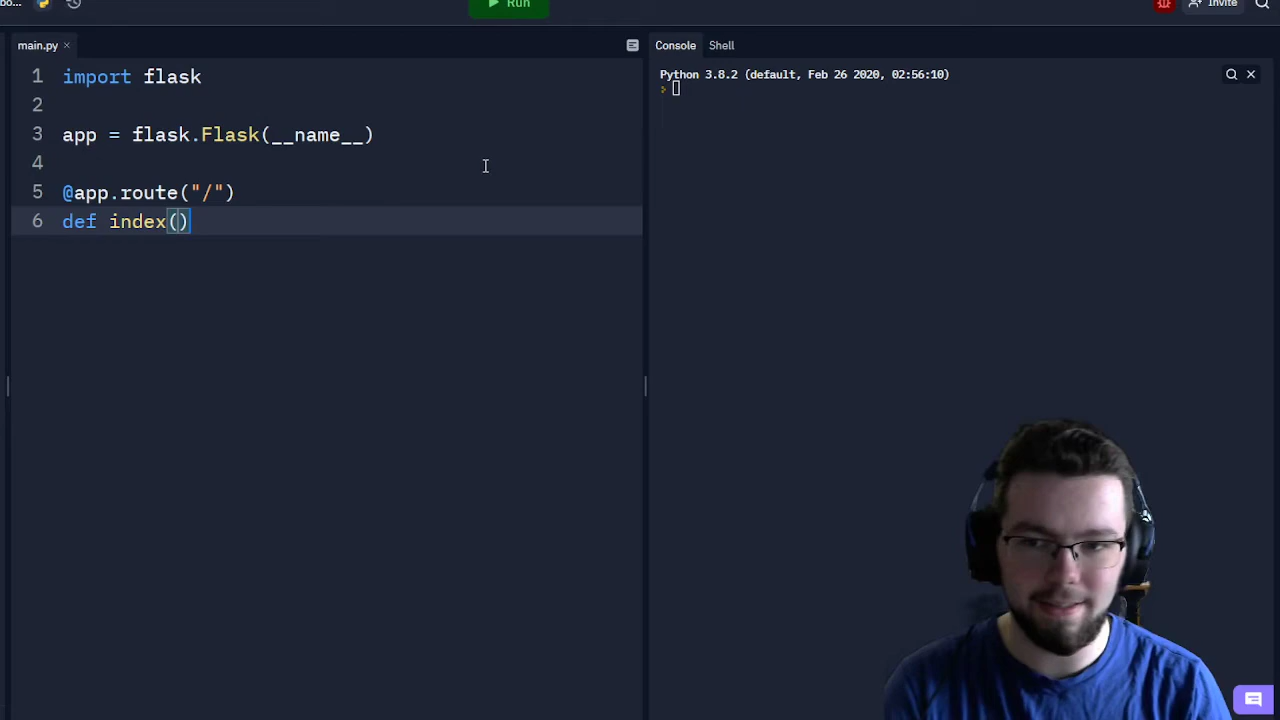 bo...
Run
Invite
main.py ×
Console
Shell
1 import flask
2
3 app = flask.Flask(__name__)
4
5 @app.route("/")
6 def index()
Python 3.8.2 (default, Feb 26 2020, 02:56:10)